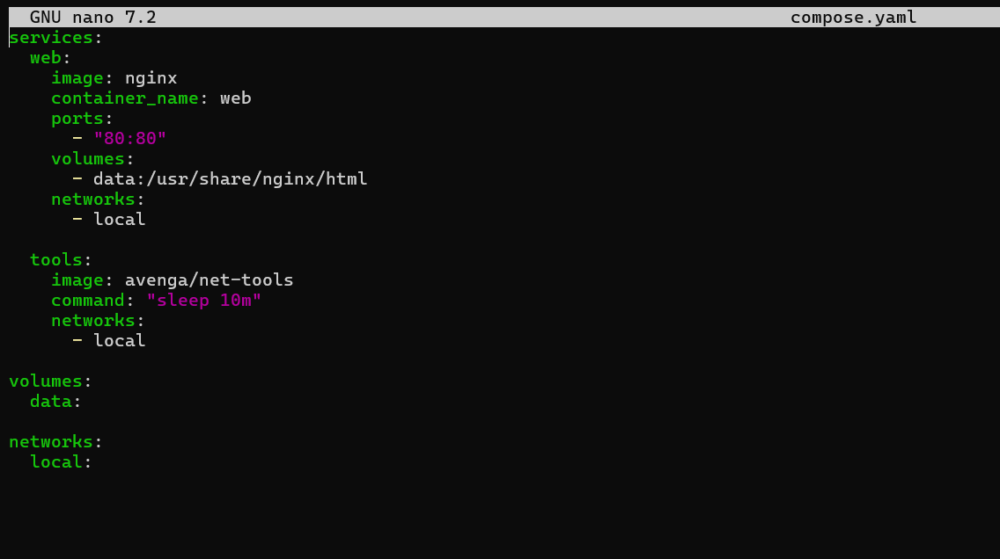 GNU nano 7.2 compose.yaml
services:
  web:
    image: nginx
    container_name: web
    ports:
      - "80:80"
    volumes:
      - data:/usr/share/nginx/html
    networks:
      - local

  tools:
    image: avenga/net-tools
    command: "sleep 10m"
    networks:
      - local

volumes:
  data:

networks:
  local: